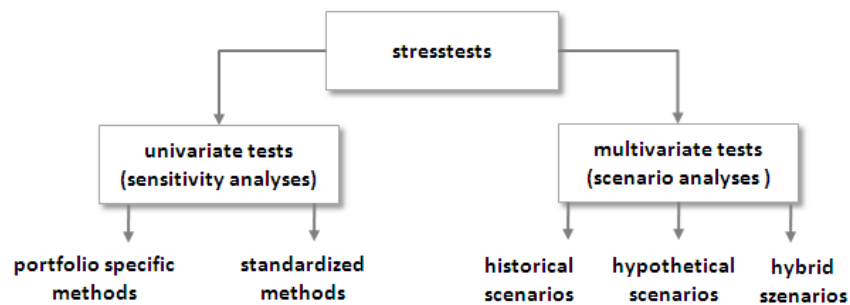 stresstests
univariate tests
(sensitivity analyses)
multivariate tests
(scenario analyses )
portfolio specific
methods
standardized
methods
historical
scenarios
hypothetical
scenarios
hybrid
szenarios